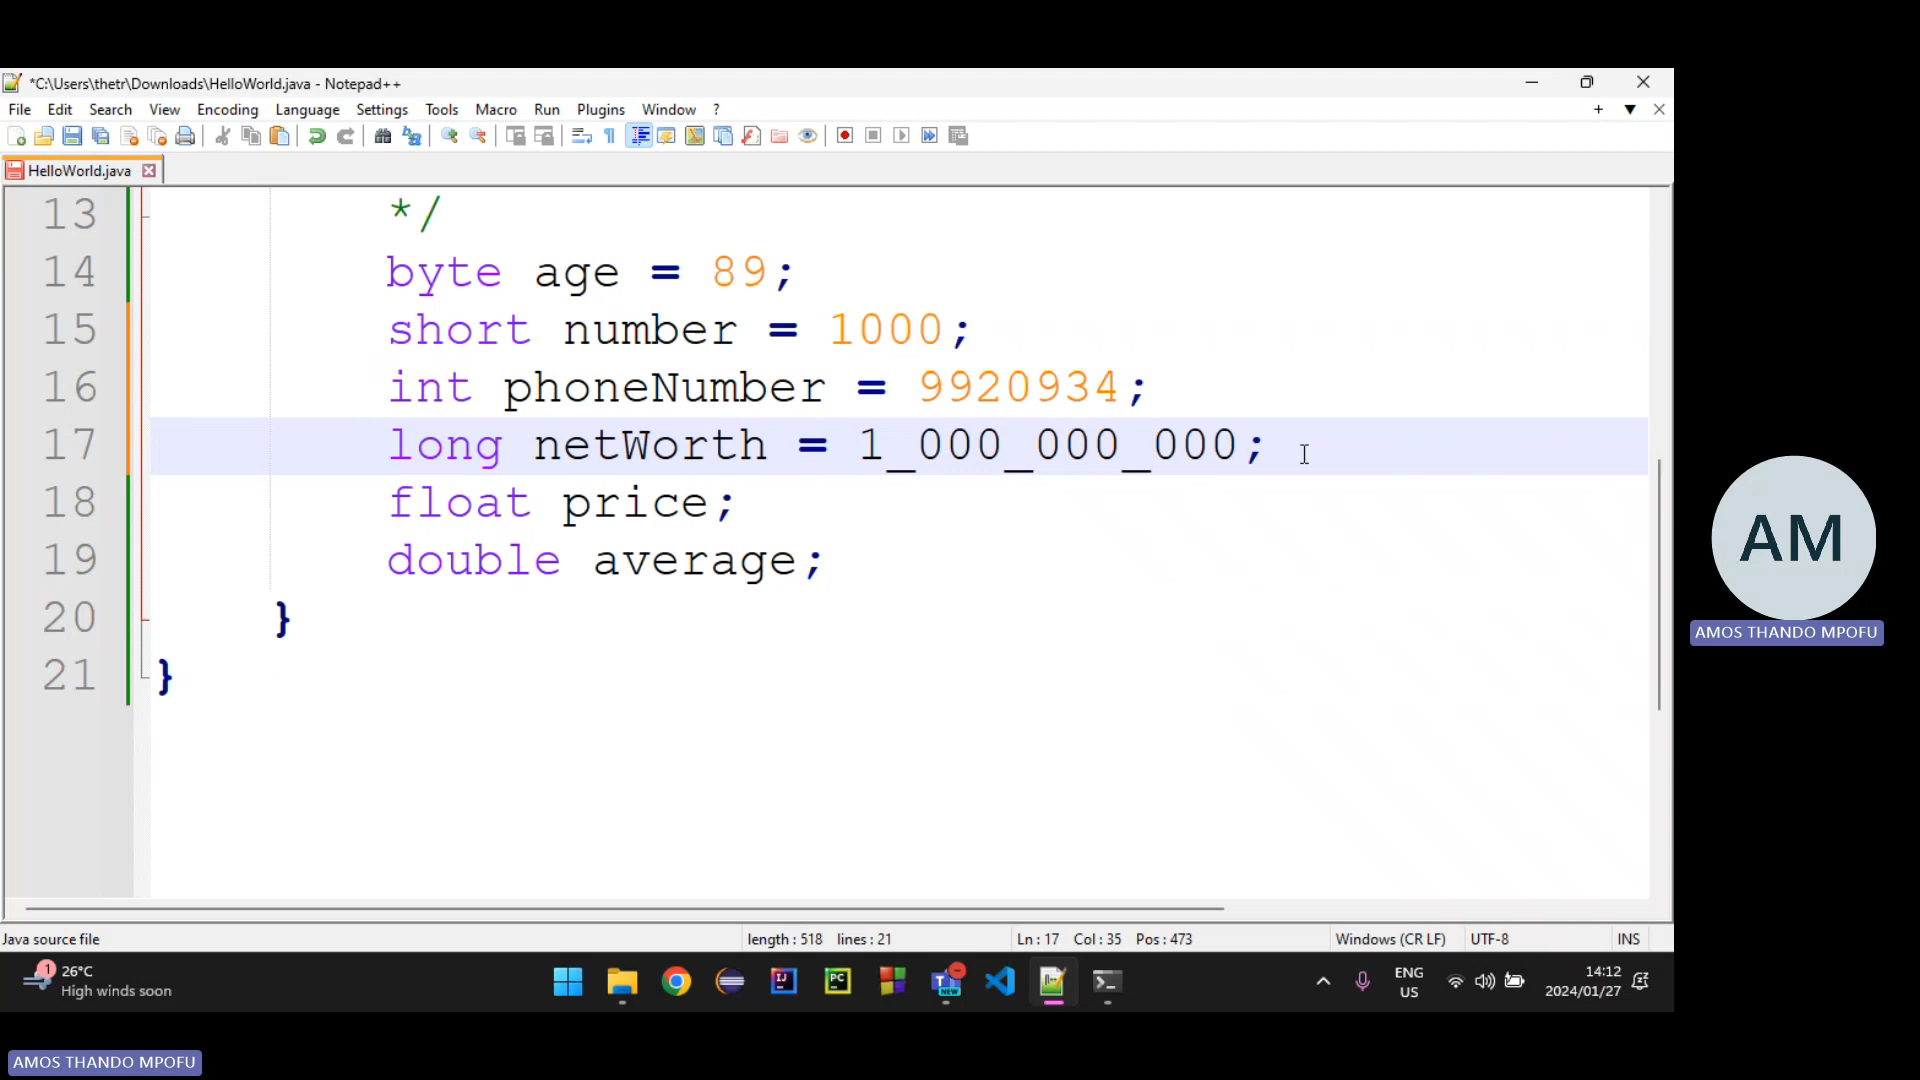 *C:\Users\thetr\Downloads\HelloWorld.java - Notepad++
File Edit Search View Encoding Language Settings Tools Macro Run Plugins Window ?
HelloWorld.java
13 */
14 byte age = 89;
15 short number = 1000;
16 int phoneNumber = 9920934;
17 long netWorth = 1_000_000_000;
18 float price;
19 double average;
20 }
21 }
AM
AMOS THANDO MPOFU
Java source file length : 518 lines : 21 Ln : 17 Col : 35 Pos : 473 Windows (CR LF) UTF-8 INS
1 26°C
High winds soon
IJ PC NEW
ENG
US
14:12
2024/01/27
AMOS THANDO MPOFU